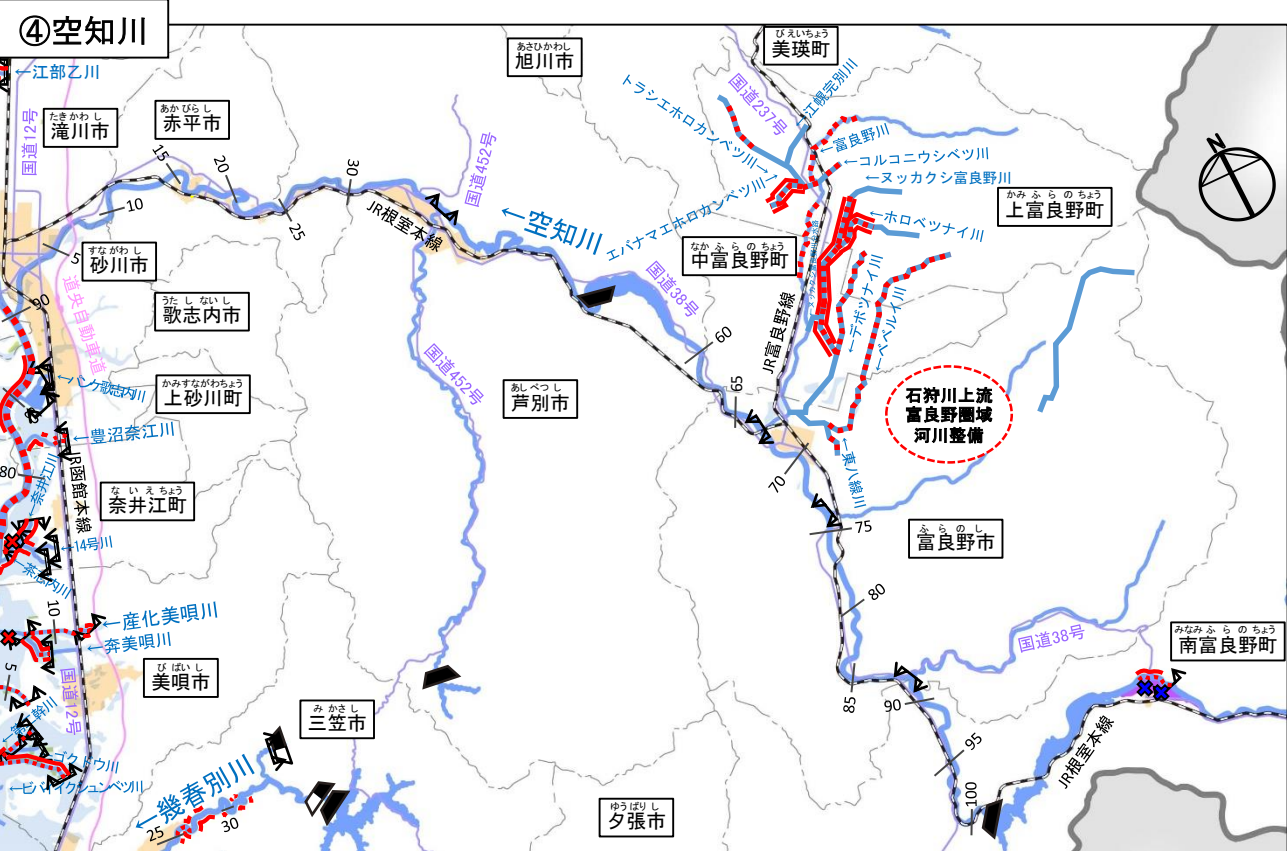 ④空知川
←江部乙川
国道12号
たきかわし
滝川市
あかびらし
赤平市
あさひかわし
旭川市
びえいちょう
美瑛町
国道237号
トラシエホロカンベツ川→
←江幌完別川
←富良野川
←コルコニウシベツ川
←ヌッカクシ富良野川
エバナマエホロカンベツ川→
かみふらのちょう
上富良野町
←ホロベツナイ川
N
国道452号
15
20
30
10
25
5
JR根室本線
←空知川
なかふらのちょう
中富良野町
すながわし
砂川市
道央自動車道
うたしないし
歌志内市
90
国道38号
JR富良野線
←デボツナイ川
←ベベルイ川
60
65
国道452号
あしべつし
芦別市
かみすながわちょう
上砂川町
←パンケ歌志内川
石狩川上流
富良野圏域
河川整備
←豊沼奈江川
JR函館本線
80
←奈井江川
←東八線川
70
ないえちょう
奈井江町
75
ふらのし
富良野市
←14号川
←茶志内川
80
10
←産化美唄川
←奔美唄川
国道38号
みなみふらのちょう
南富良野町
5
びばいし
美唄市
国道12号
みかさし
三笠市
85
90
JR根室本線
95
100
ゴクドウ川
←幾春別川
25
30
ゆうばりし
夕張市